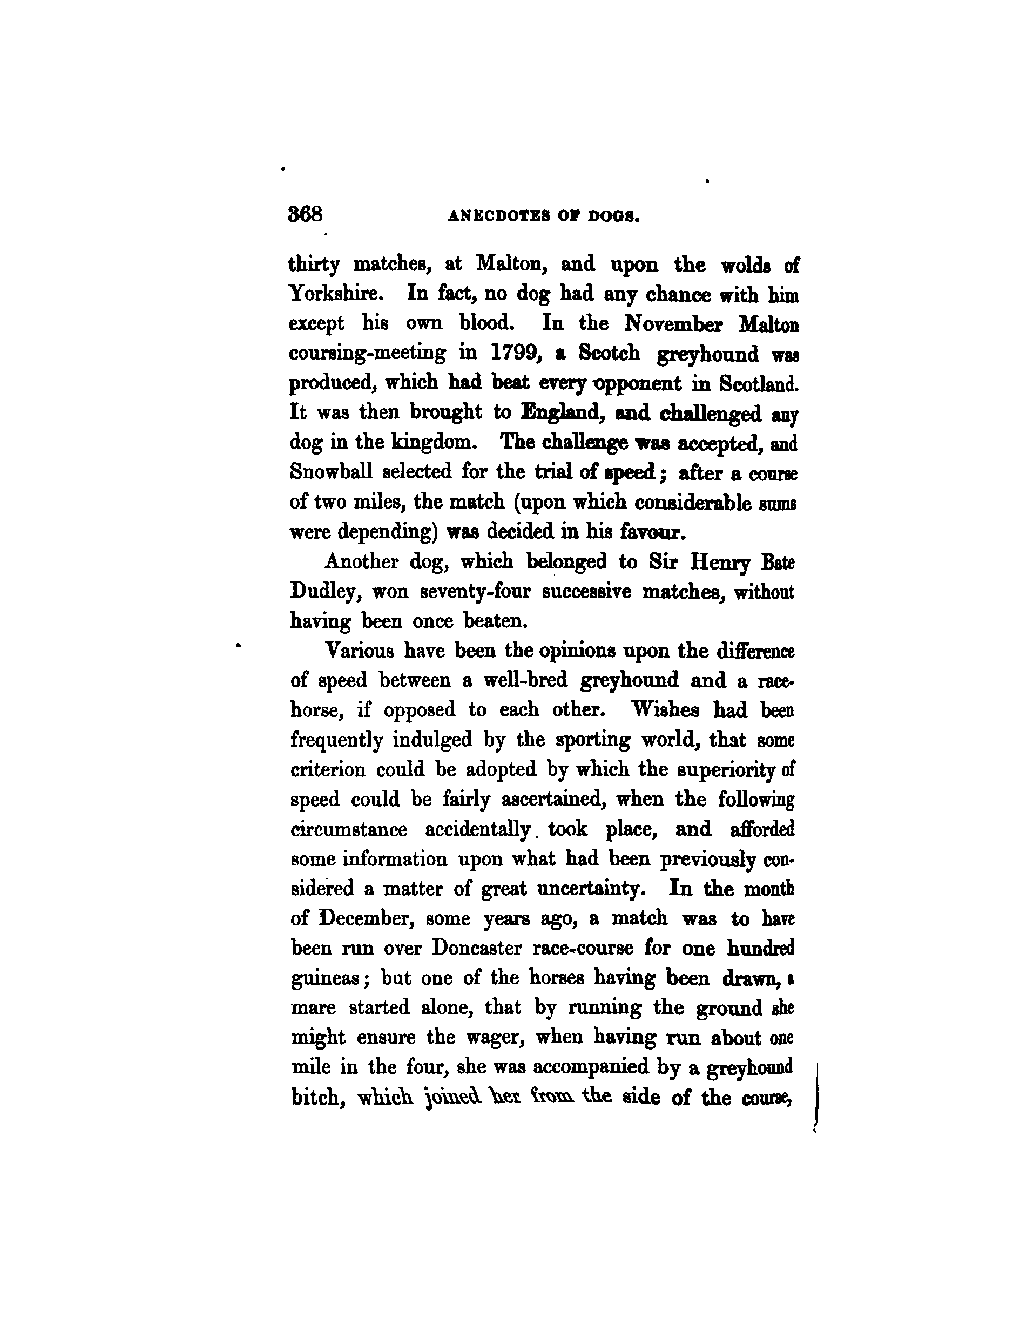 368 ANECDOTES OF DOGS.
thirty matches, at Malton, and upon the wolds of
Yorkshire. In fact, no dog had any chance with him
except his own blood. In the November Malton
coursing-meeting in 1799, a Scotch greyhound was
produced, which had beat every opponent in Scotland.
It was then brought to England, and challenged any
dog in the kingdom. The challenge was accepted, and
Snowball selected for the trial of speed; after a course
of two miles, the match (upon which considerable sums
were depending) was decided in his favour.
Another dog, which belonged to Sir Henry Bate
Dudley, won seventy-four successive matches, without
having been once beaten.
Various have been the opinions upon the difference
of speed between a well-bred greyhound and a race-
horse, if opposed to each other. Wishes had been
frequently indulged by the sporting world, that some
criterion could be adopted by which the superiority of
speed could be fairly ascertained, when the following
circumstance accidentally took place, and afforded
some information upon what had been previously con-
sidered a matter of great uncertainty. In the month
of December, some years ago, a match was to have
been run over Doncaster race-course for one hundred
guineas; but one of the horses having been drawn, a
mare started alone, that by running the ground she
might ensure the wager, when having run about one
mile in the four, she was accompanied by a greyhound
bitch, which joined her from the side of the course,